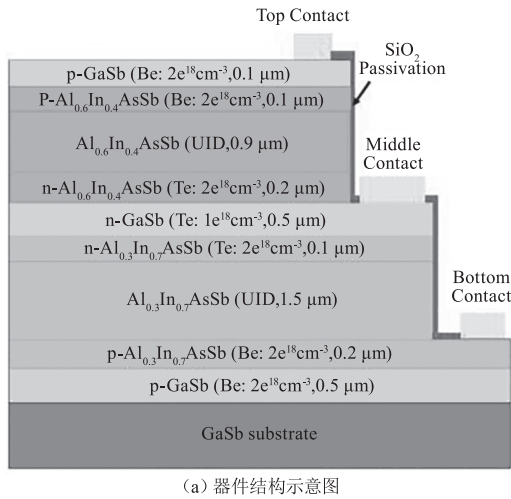 Top Contact
SiO₂
Passivation
p-GaSb (Be: 2e¹⁸cm⁻³,0.1 μm)
P-Al₀.₆In₀.₄AsSb (Be: 2e¹⁸cm⁻³,0.1 μm)
Al₀.₆In₀.₄AsSb (UID,0.9 μm)
Middle
Contact
n-Al₀.₆In₀.₄AsSb (Te: 2e¹⁸cm⁻³,0.2 μm)
n-GaSb (Te: 1e¹⁸cm⁻³,0.5 μm)
n-Al₀.₃In₀.₇AsSb (Te: 2e¹⁸cm⁻³,0.1 μm)
Al₀.₃In₀.₇AsSb (UID,1.5 μm)
Bottom
Contact
p-Al₀.₃In₀.₇AsSb (Be: 2e¹⁸cm⁻³,0.2 μm)
p-GaSb (Be: 2e¹⁸cm⁻³,0.5 μm)
GaSb substrate
(a) 器件结构示意图